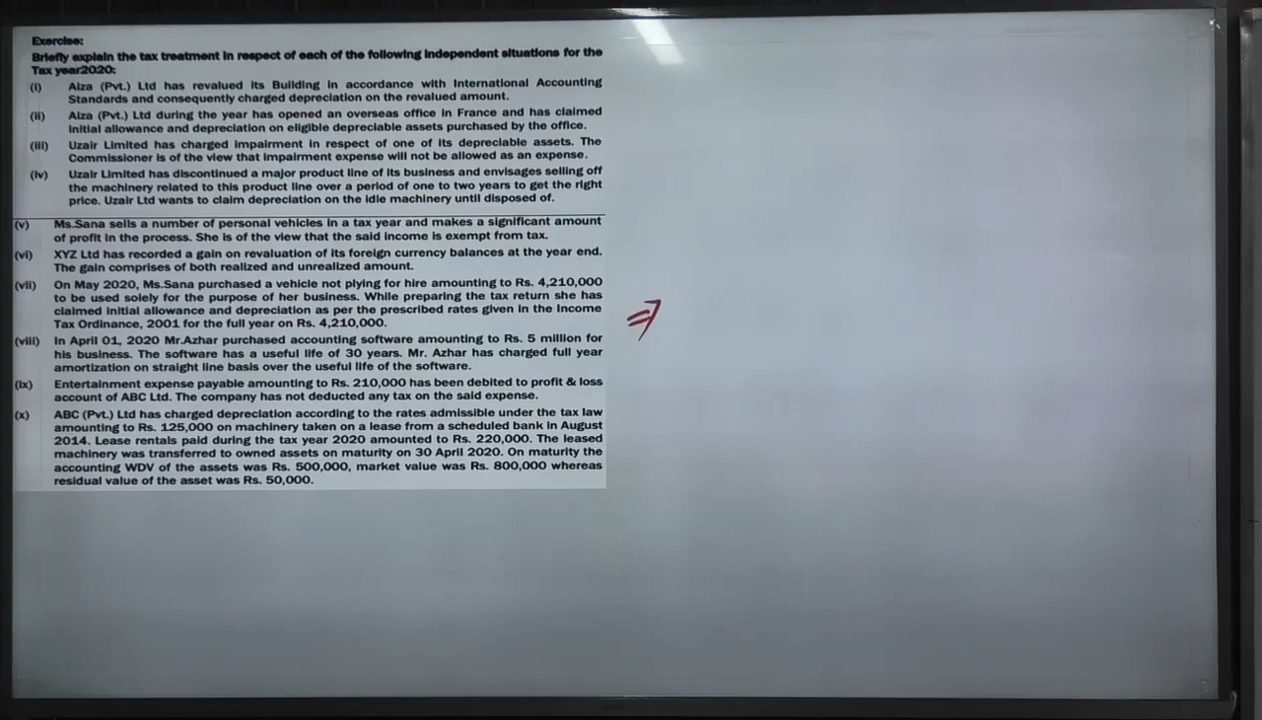 Exercise:
Briefly explain the tax treatment in respect of each of the following independent situations for the
Tax year2020:
(i) Aiza (Pvt.) Ltd has revalued its Building in accordance with International Accounting
Standards and consequently charged depreciation on the revalued amount.
(ii) Aiza (Pvt.) Ltd during the year has opened an overseas office in France and has claimed
initial allowance and depreciation on eligible depreciable assets purchased by the office.
(iii) Uzair Limited has charged impairment in respect of one of its depreciable assets. The
Commissioner is of the view that impairment expense will not be allowed as an expense.
(iv) Uzair Limited has discontinued a major product line of its business and envisages selling off
the machinery related to this product line over a period of one to two years to get the right
price. Uzair Ltd wants to claim depreciation on the idle machinery until disposed of.
(v) Ms.Sana sells a number of personal vehicles in a tax year and makes a significant amount
of profit in the process. She is of the view that the said income is exempt from tax.
(vi) XYZ Ltd has recorded a gain on revaluation of its foreign currency balances at the year end.
The gain comprises of both realized and unrealized amount.
(vii) On May 2020, Ms.Sana purchased a vehicle not plying for hire amounting to Rs. 4,210,000
to be used solely for the purpose of her business. While preparing the tax return she has
claimed initial allowance and depreciation as per the prescribed rates given in the Income
Tax Ordinance, 2001 for the full year on Rs. 4,210,000.
(viii) In April 01, 2020 Mr.Azhar purchased accounting software amounting to Rs. 5 million for
his business. The software has a useful life of 30 years. Mr. Azhar has charged full year
amortization on straight line basis over the useful life of the software.
(ix) Entertainment expense payable amounting to Rs. 210,000 has been debited to profit & loss
account of ABC Ltd. The company has not deducted any tax on the said expense.
(x) ABC (Pvt.) Ltd has charged depreciation according to the rates admissible under the tax law
amounting to Rs. 125,000 on machinery taken on a lease from a scheduled bank in August
2014. Lease rentals paid during the tax year 2020 amounted to Rs. 220,000. The leased
machinery was transferred to owned assets on maturity on 30 April 2020. On maturity the
accounting WDV of the assets was Rs. 500,000, market value was Rs. 800,000 whereas
residual value of the asset was Rs. 50,000.